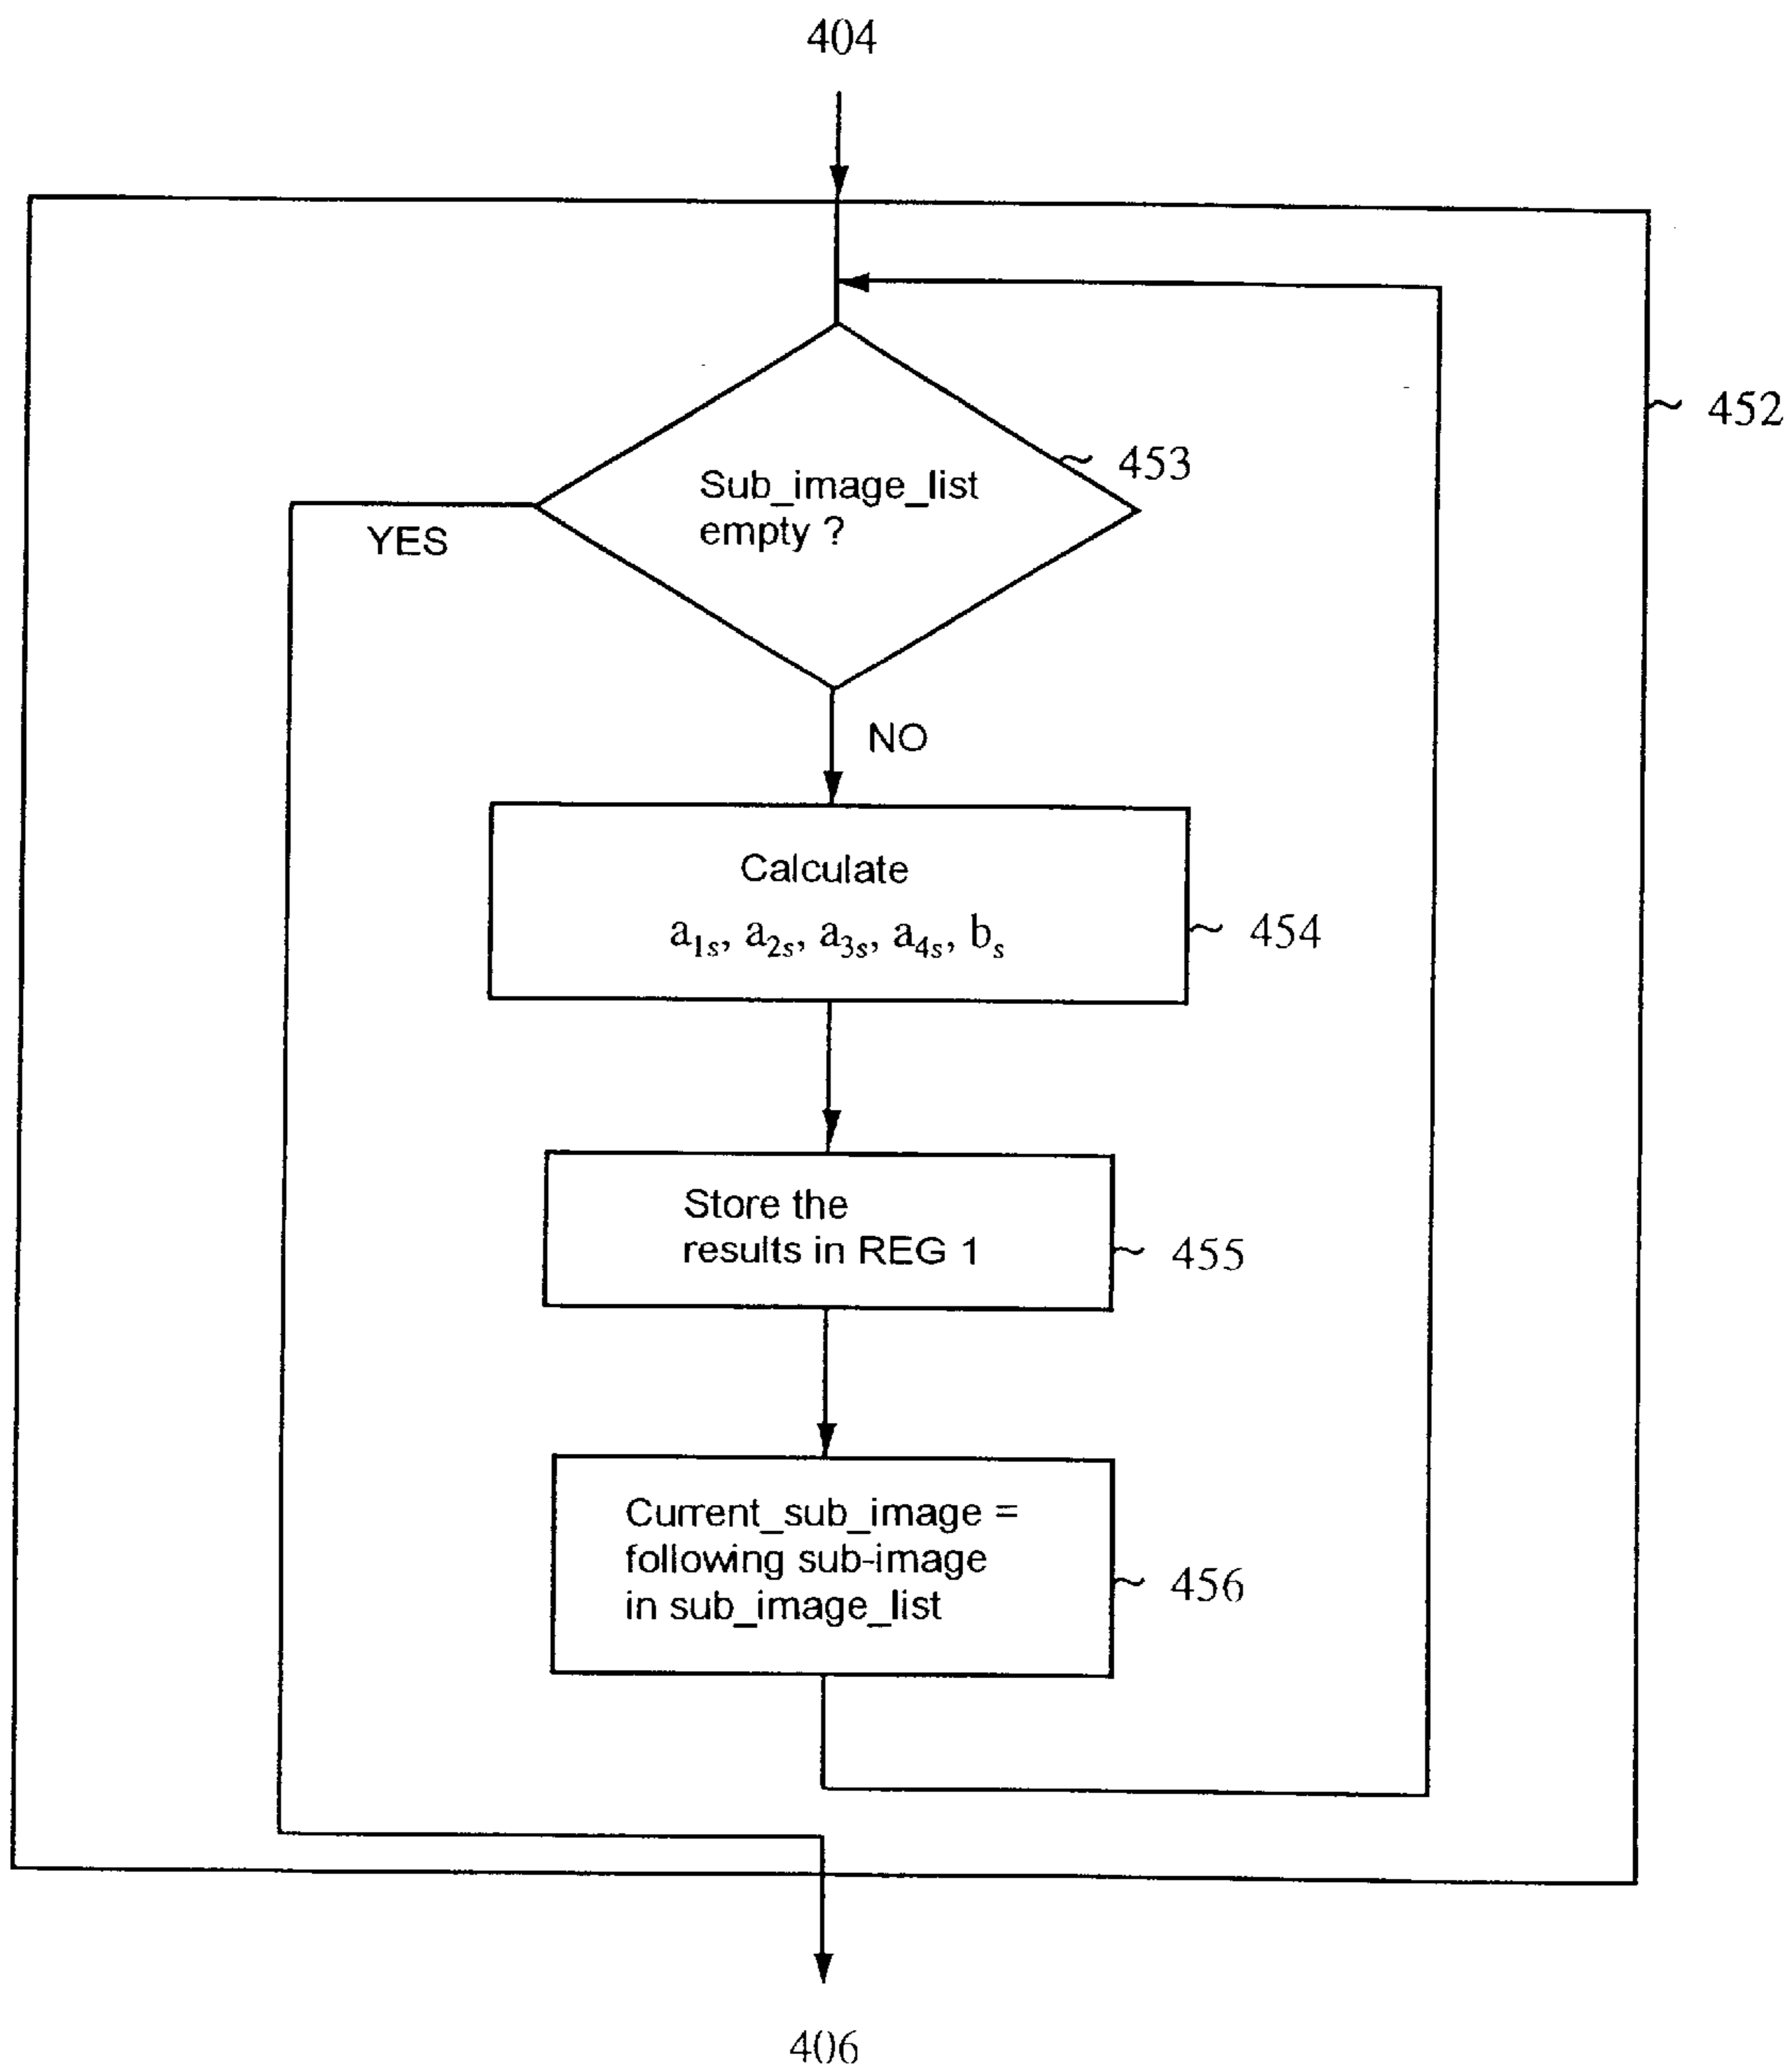 404
452
453
Sub_image_list
empty ?
YES
NO
Calculate
a1s, a2s, a3s, a4s, bs
454
Store the
results in REG 1
455
Current_sub_image =
following sub-image
in sub_image_list
456
406